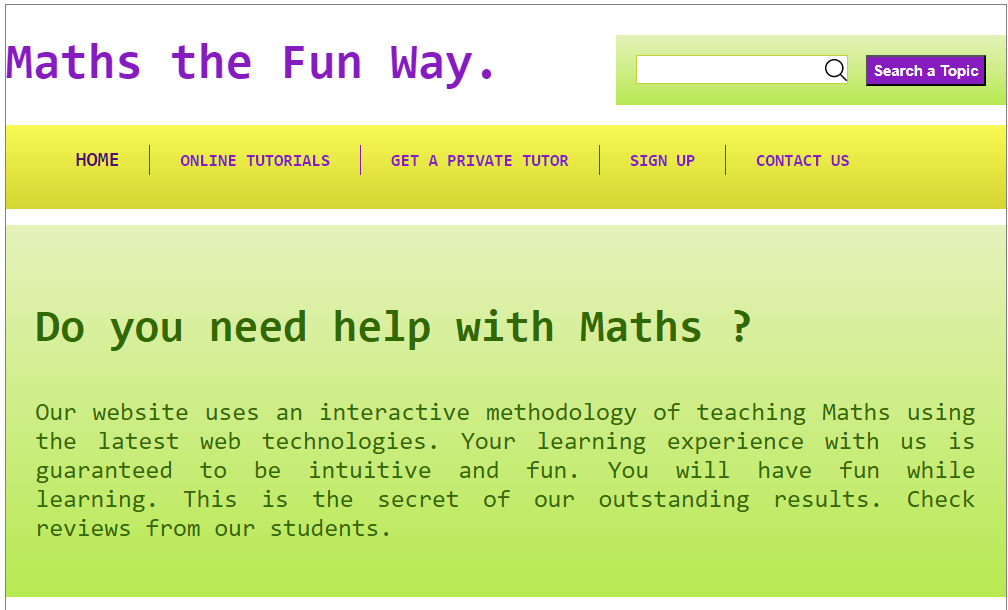 Maths the Fun Way.
Search a Topic
HOME
ONLINE TUTORIALS
GET A PRIVATE TUTOR
SIGN UP
CONTACT US
Do you need help with Maths ?
Our website uses an interactive methodology of teaching Maths using
the latest web technologies. Your learning experience with us is
guaranteed to be intuitive and fun. You will have fun while
learning. This is the secret of our outstanding results. Check
reviews from our students.